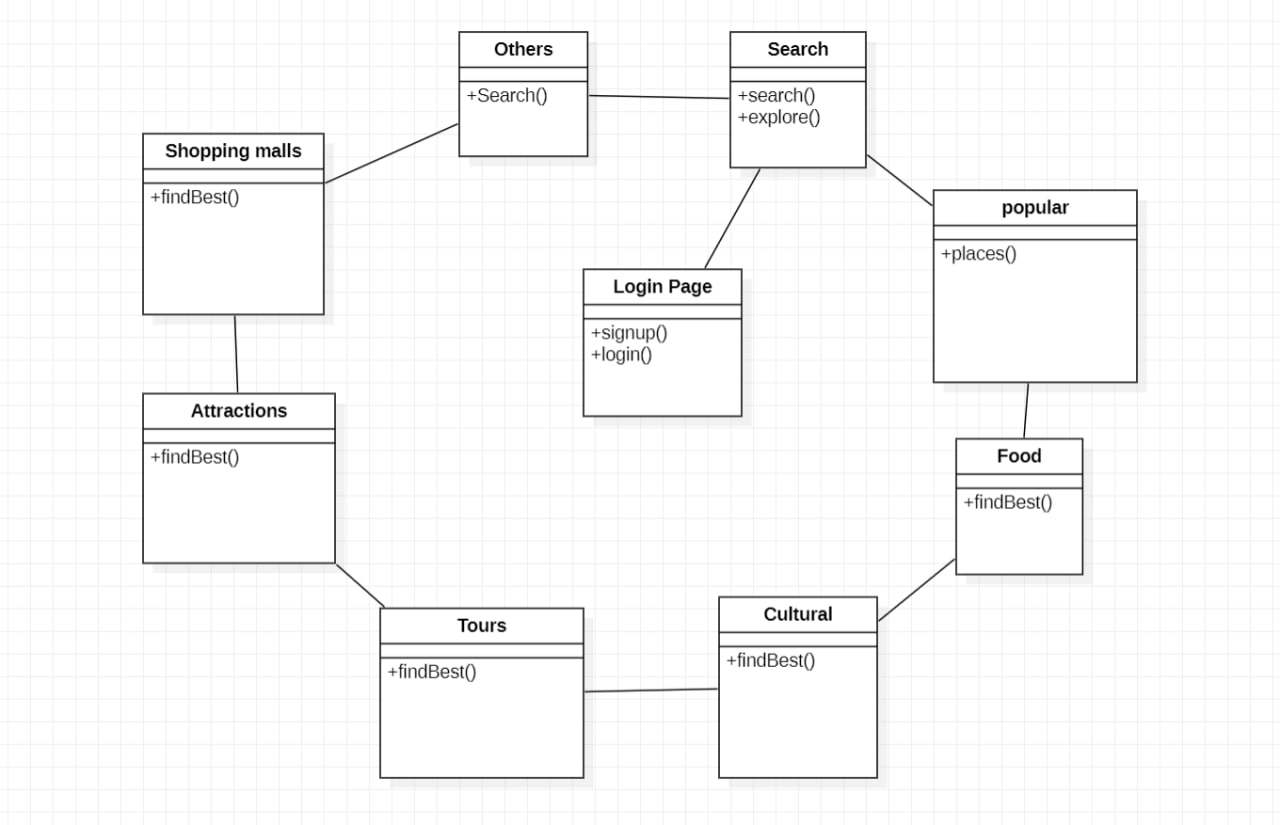 Others
+Search()
Search
+search()
+explore()
Shopping malls
+findBest()
popular
+places()
Login Page
+signup()
+login()
Attractions
+findBest()
Food
+findBest()
Tours
+findBest()
Cultural
+findBest()